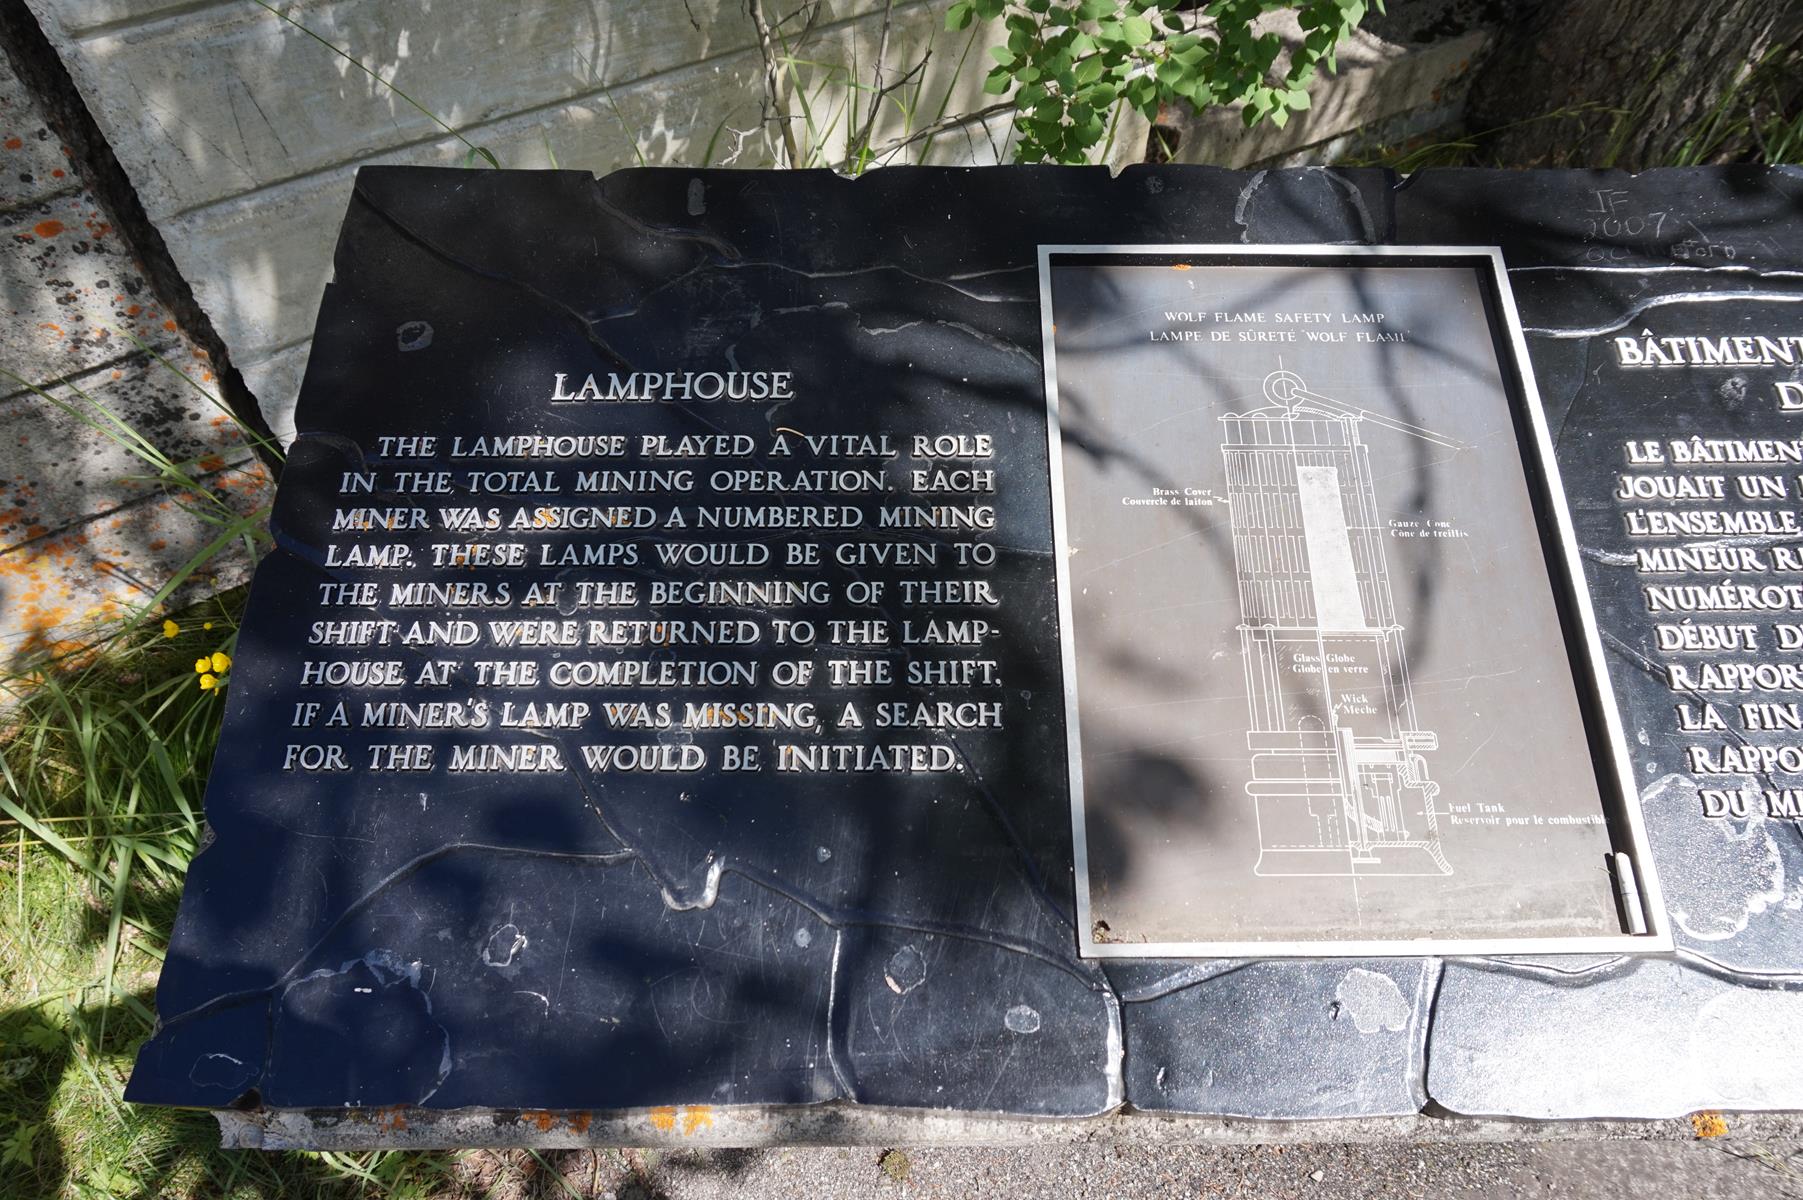 LAMPHOUSE
THE LAMPHOUSE PLAYED A VITAL ROLE
IN THE TOTAL MINING OPERATION. EACH
MINER WAS ASSIGNED A NUMBERED MINING
LAMP. THESE LAMPS WOULD BE GIVEN TO
THE MINERS AT THE BEGINNING OF THEIR
SHIFT AND WERE RETURNED TO THE LAMP-
HOUSE AT THE COMPLETION OF THE SHIFT.
IF A MINER'S LAMP WAS MISSING, A SEARCH
FOR THE MINER WOULD BE INITIATED.
WOLF FLAME SAFETY LAMP
LAMPE DE SÛRETÉ 'WOLF FLAME'
Brass Cover
Couvercle de laiton
Gauze Cone
Cône de treillis
Glass Globe
Globe en verre
Wick
Meche
Fuel Tank
Reservoir pour le combustible
JF
2007
BÂTIMENT
LE BÂTIMENT
JOUAIT UN
L'ENSEMBLE
MINEUR
DÉBUT
LA FIN
DU